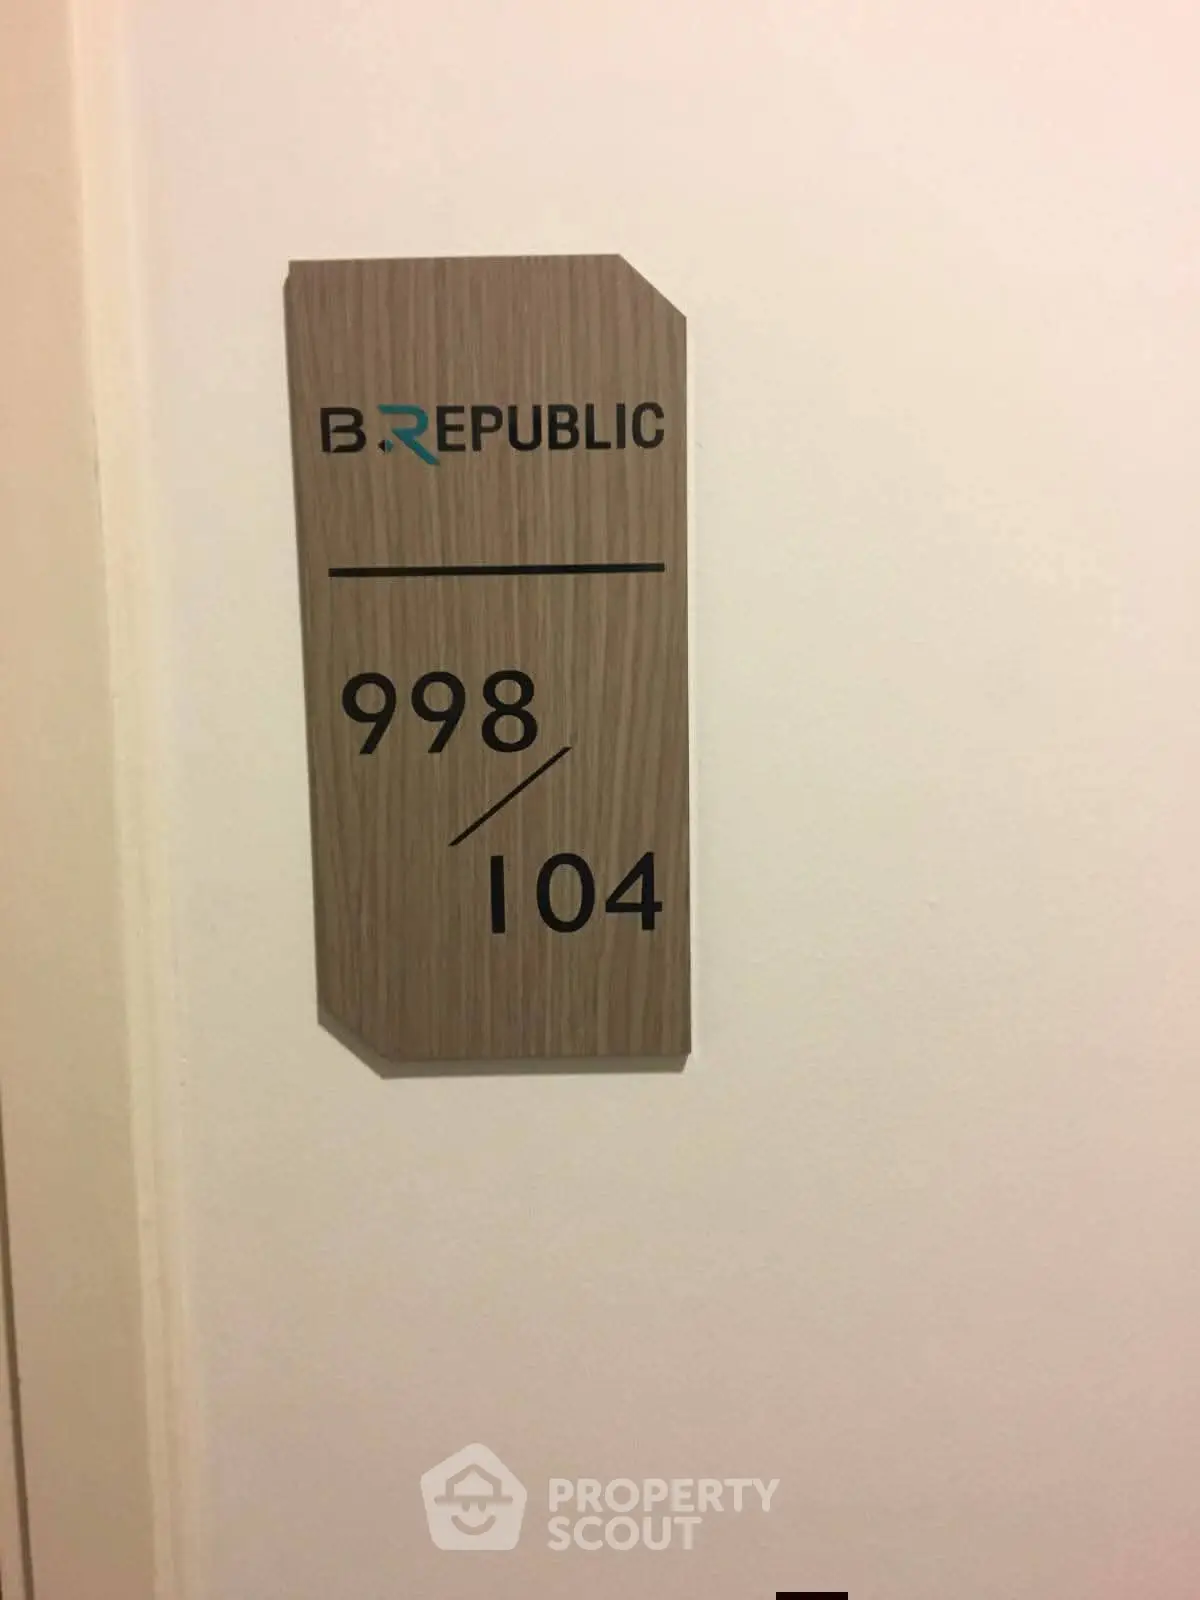 B.REPUBLIC
998
/
104
PROPERTY
SCOUT